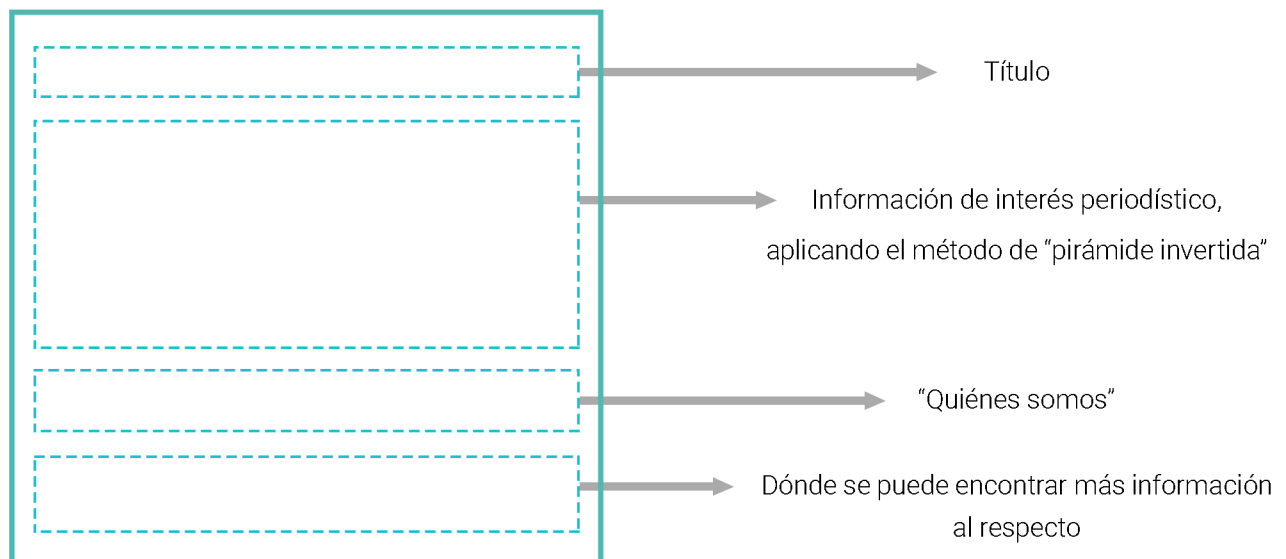 Título
Información de interés periodístico,
aplicando el método de “pirámide invertida”
“Quiénes somos”
Dónde se puede encontrar más información
al respecto